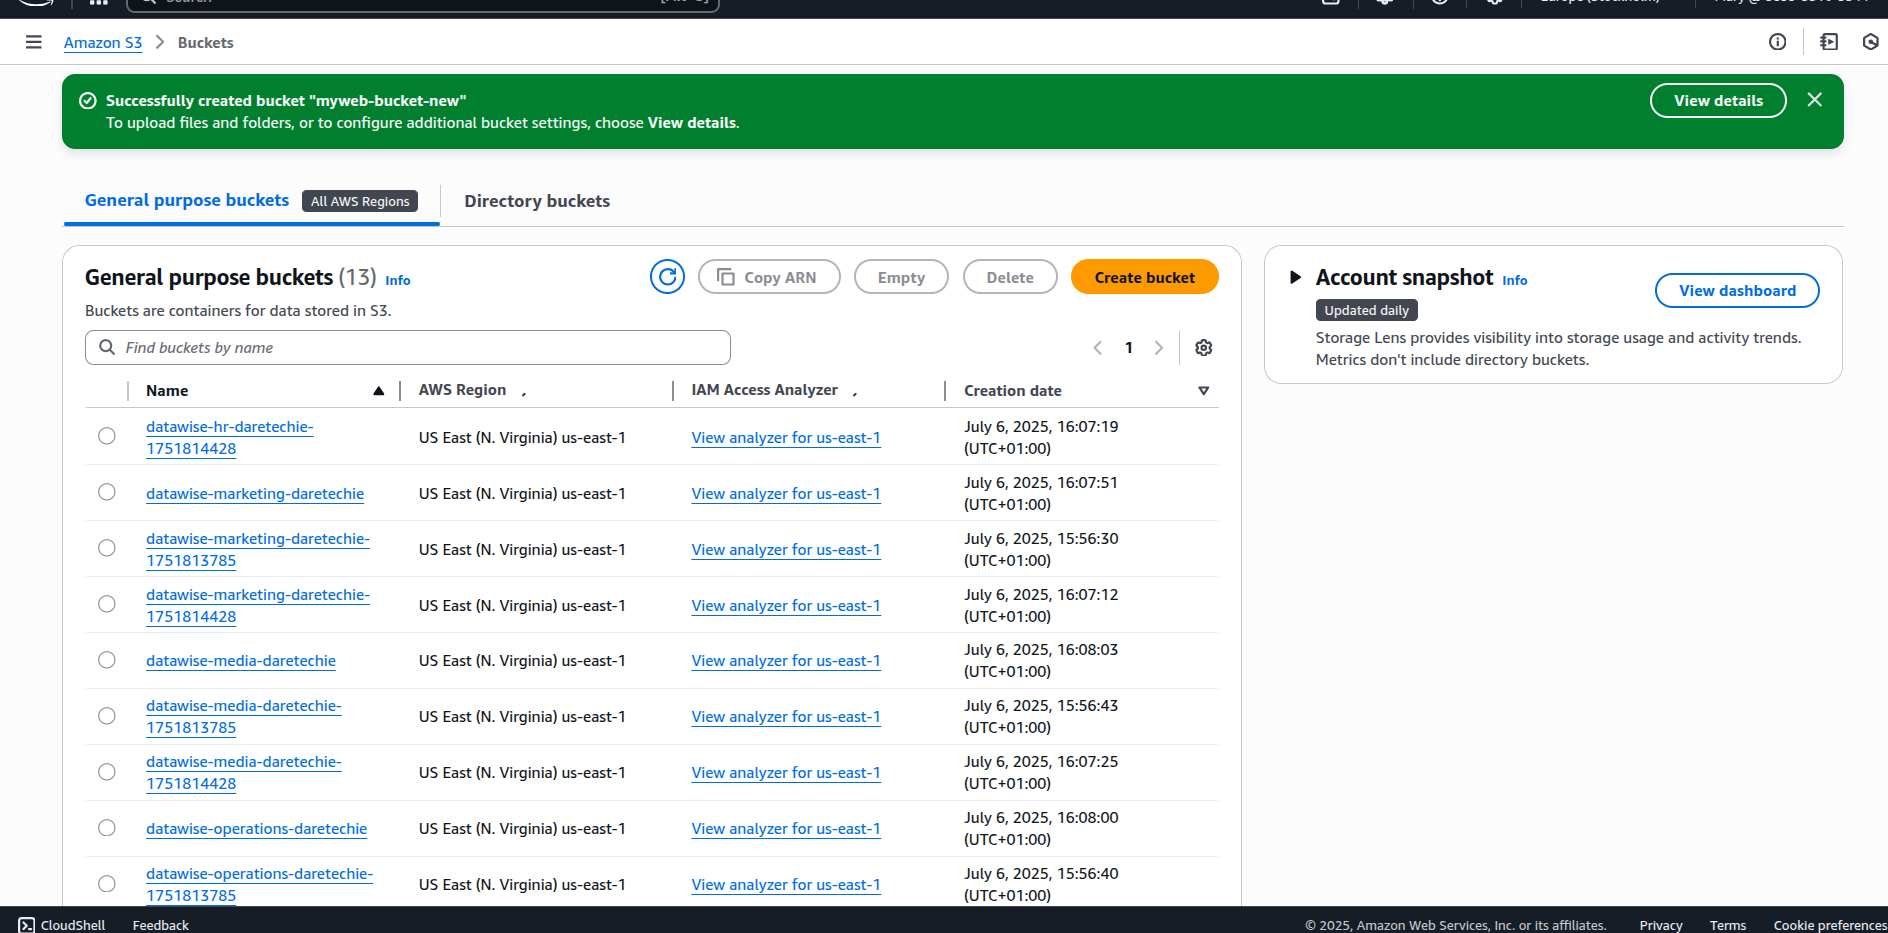 Amazon S3 > Buckets
Successfully created bucket "myweb-bucket-new"
To upload files and folders, or to configure additional bucket settings, choose View details.
View details
General purpose buckets
All AWS Regions
Directory buckets
General purpose buckets (13) Info
Copy ARN
Empty
Delete
Create bucket
Buckets are containers for data stored in S3.
Find buckets by name
1
Name
AWS Region
IAM Access Analyzer
Creation date
datawise-hr-daretechie-
1751814428
US East (N. Virginia) us-east-1
View analyzer for us-east-1
July 6, 2025, 16:07:19
(UTC+01:00)
datawise-marketing-daretechie
US East (N. Virginia) us-east-1
View analyzer for us-east-1
July 6, 2025, 16:07:51
(UTC+01:00)
datawise-marketing-daretechie-
1751813785
US East (N. Virginia) us-east-1
View analyzer for us-east-1
July 6, 2025, 15:56:30
(UTC+01:00)
datawise-marketing-daretechie-
1751814428
US East (N. Virginia) us-east-1
View analyzer for us-east-1
July 6, 2025, 16:07:12
(UTC+01:00)
datawise-media-daretechie
US East (N. Virginia) us-east-1
View analyzer for us-east-1
July 6, 2025, 16:08:03
(UTC+01:00)
datawise-media-daretechie-
1751813785
US East (N. Virginia) us-east-1
View analyzer for us-east-1
July 6, 2025, 15:56:43
(UTC+01:00)
datawise-media-daretechie-
1751814428
US East (N. Virginia) us-east-1
View analyzer for us-east-1
July 6, 2025, 16:07:25
(UTC+01:00)
datawise-operations-daretechie
US East (N. Virginia) us-east-1
View analyzer for us-east-1
July 6, 2025, 16:08:00
(UTC+01:00)
datawise-operations-daretechie-
1751813785
US East (N. Virginia) us-east-1
View analyzer for us-east-1
July 6, 2025, 15:56:40
(UTC+01:00)
Account snapshot Info
Updated daily
View dashboard
Storage Lens provides visibility into storage usage and activity trends.
Metrics don't include directory buckets.
CloudShell
Feedback
© 2025, Amazon Web Services, Inc. or its affiliates.
Privacy
Terms
Cookie preferences